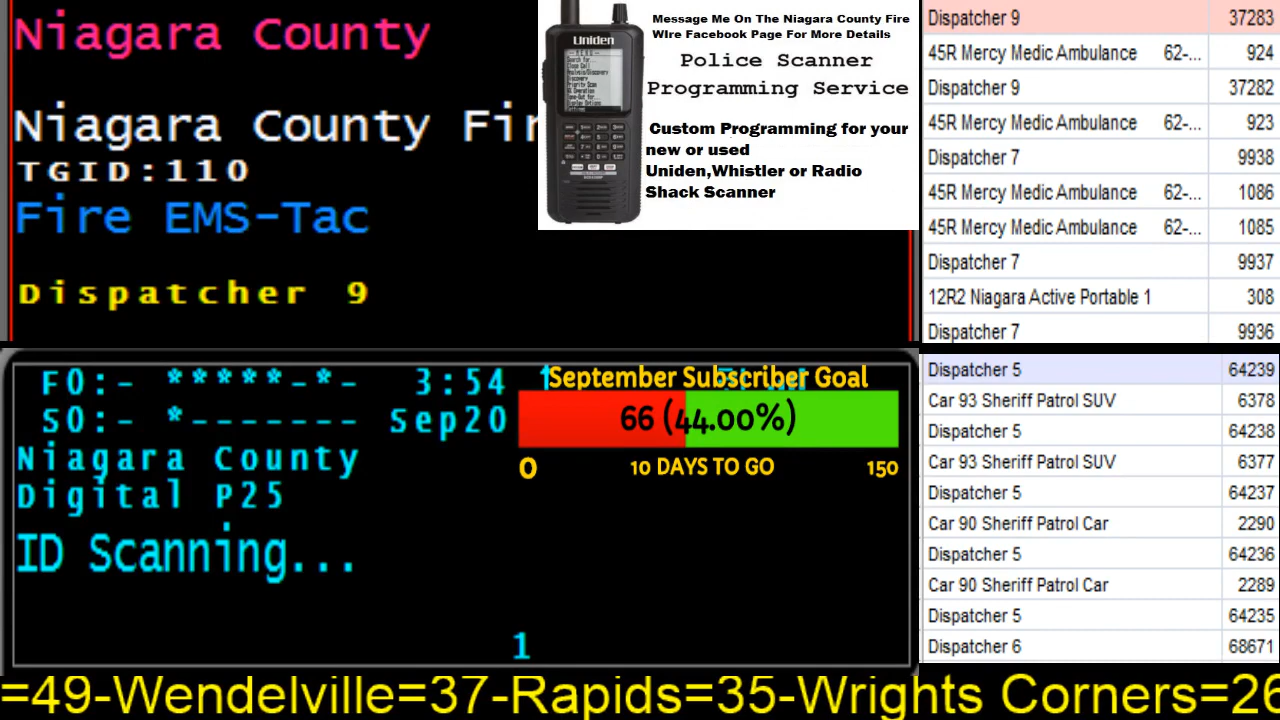 Niagara County
Niagara County Fir
TGID:110
Fire EMS-Tac
Dispatcher 9
Uniden
Message Me On The Niagara County Fire
WIre Facebook Page For More Details
Police Scanner
Programming Service
Custom Programming for your
new or used
Uniden,Whistler or Radio
Shack Scanner
Dispatcher 9 37283
45R Mercy Medic Ambulance 62-... 924
Dispatcher 9 37282
45R Mercy Medic Ambulance 62-... 923
Dispatcher 7 9938
45R Mercy Medic Ambulance 62-... 1086
45R Mercy Medic Ambulance 62-... 1085
Dispatcher 7 9937
12R2 Niagara Active Portable 1 308
Dispatcher 7 9936
F0:- *****-*- 3:54
S0:- *------- Sep20
Niagara County
Digital P25
ID Scanning...
1
September Subscriber Goal
66 (44.00%)
0 10 DAYS TO GO 150
Dispatcher 5 64239
Car 93 Sheriff Patrol SUV 6378
Dispatcher 5 64238
Car 93 Sheriff Patrol SUV 6377
Dispatcher 5 64237
Car 90 Sheriff Patrol Car 2290
Dispatcher 5 64236
Car 90 Sheriff Patrol Car 2289
Dispatcher 5 64235
Dispatcher 6 68671
=49-Wendelville=37-Rapids=35-Wrights Corners=26